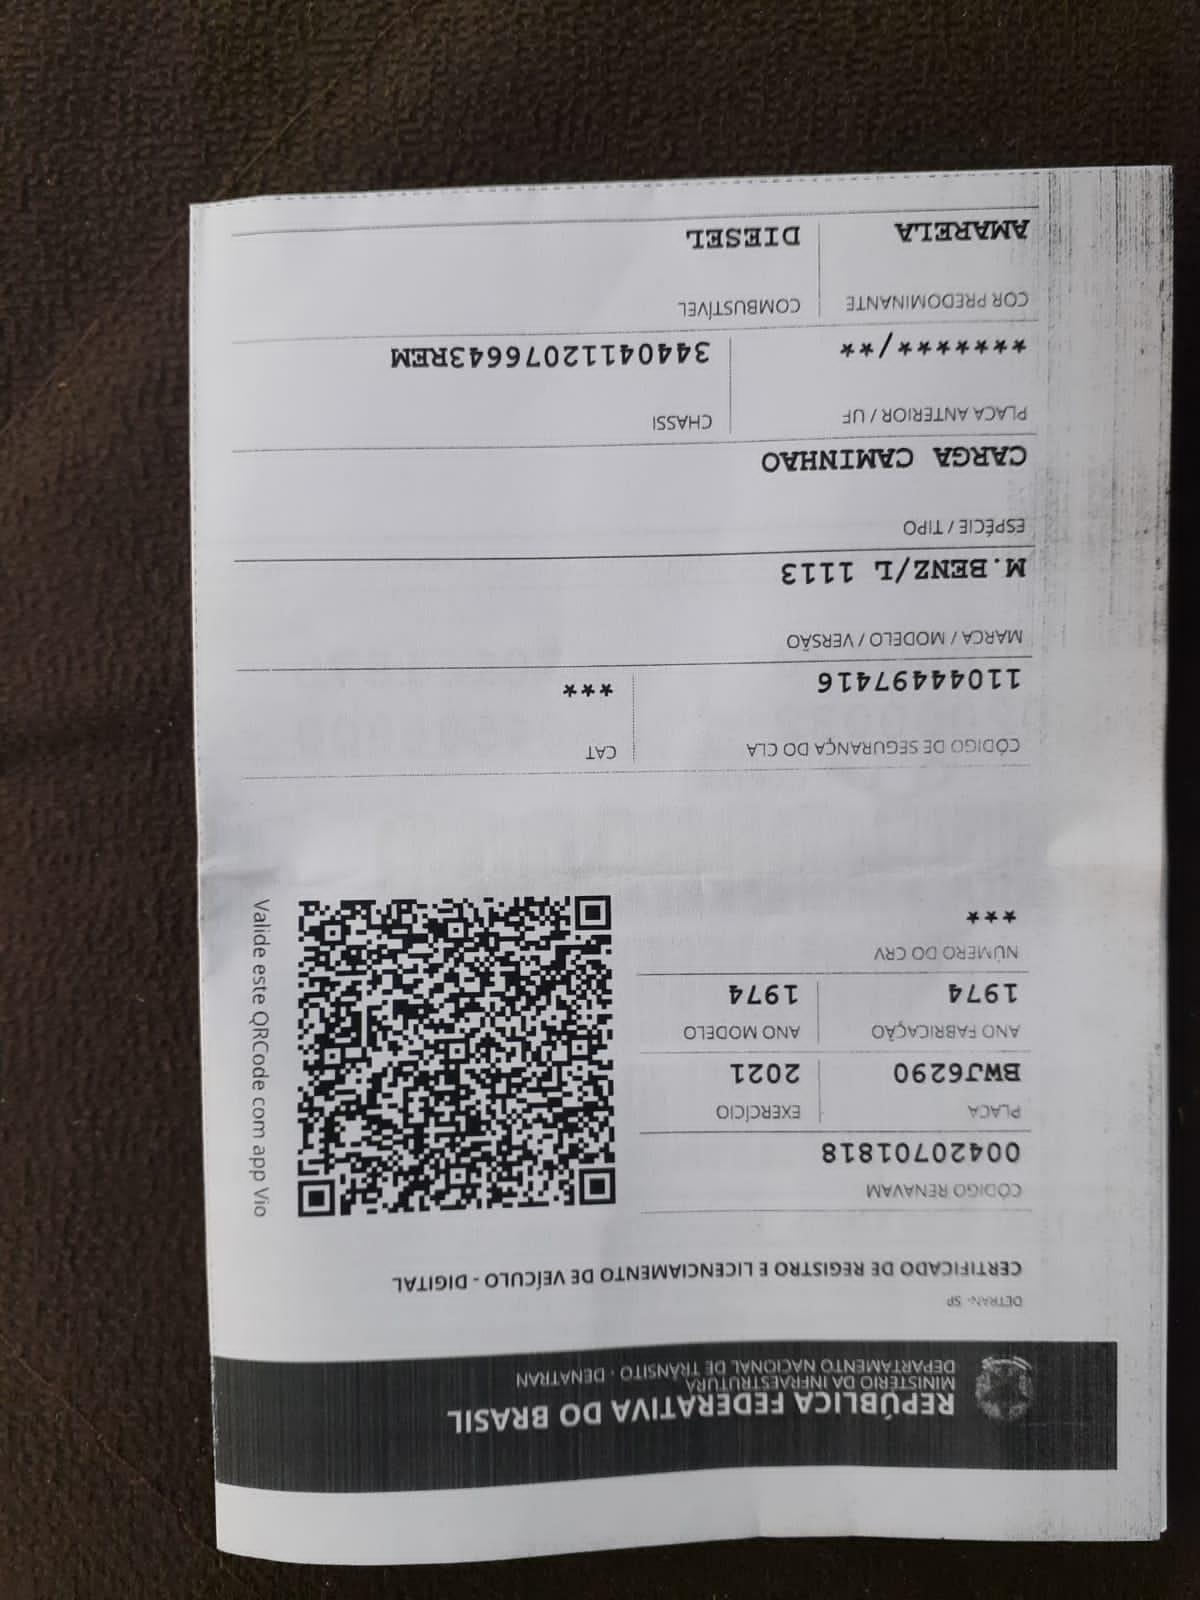 REPÚBLICA FEDERATIVA DO BRASIL
MINISTÉRIO DA INFRAESTRUTURA
DEPARTAMENTO NACIONAL DE TRÂNSITO - DENATRAN
DETRAN- SP
CERTIFICADO DE REGISTRO E LICENCIAMENTO DE VEÍCULO - DIGITAL
CÓDIGO RENAVAM
00420701818
PLACA EXERCÍCIO
BWJ6290 2021
ANO FABRICAÇÃO ANO MODELO
1974 1974
NÚMERO DO CRV
***
Valide este QRCode com app Vio
CÓDIGO DE SEGURANÇA DO CLA CAT
11044497416 ***
MARCA / MODELO / VERSÃO
M.BENZ/L 1113
ESPÉCIE / TIPO
CARGA CAMINHAO
PLACA ANTERIOR / UF CHASSI
*******/** 34404112076643REM
COR PREDOMINANTE COMBUSTÍVEL
AMARELA DIESEL